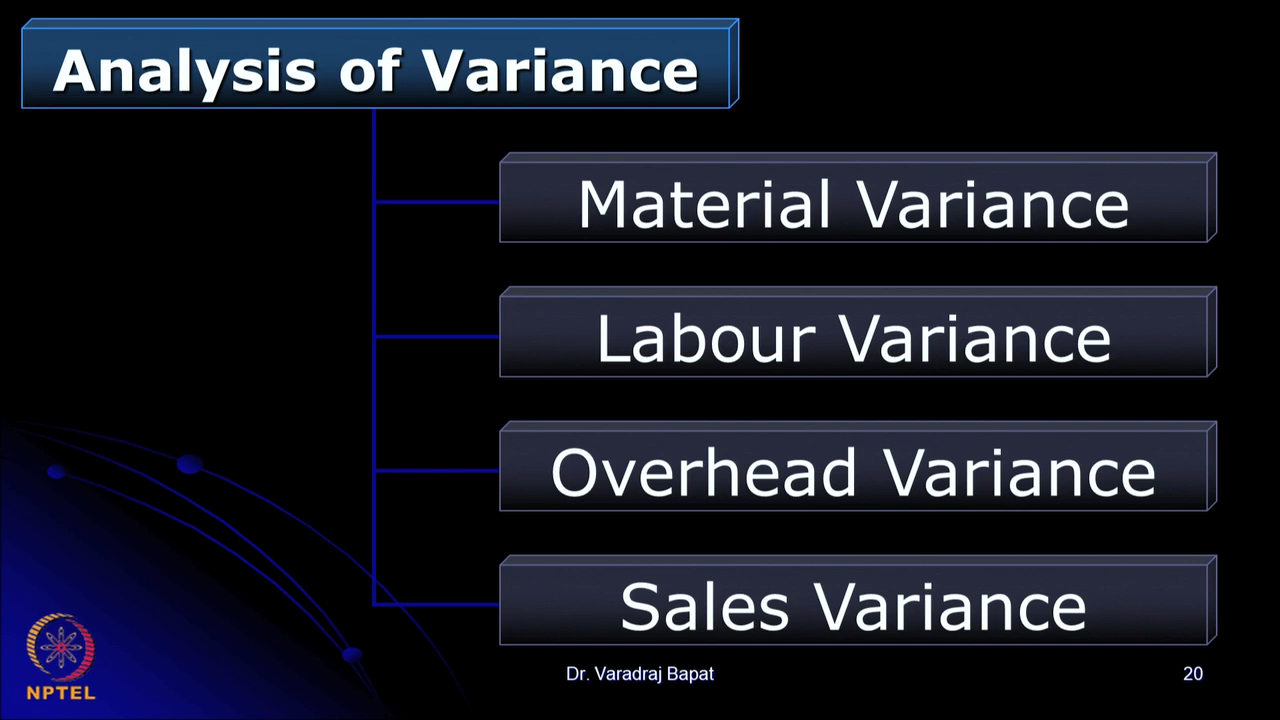 Analysis of Variance
Material Variance
Labour Variance
Overhead Variance
Sales Variance
NPTEL
Dr. Varadraj Bapat
20